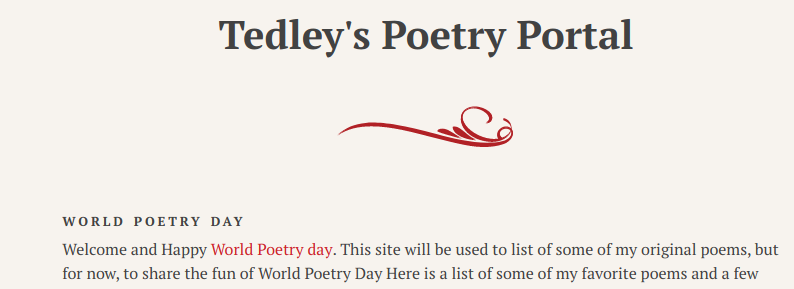 Tedley's Poetry Portal
WORLD POETRY DAY
Welcome and Happy World Poetry day. This site will be used to list of some of my original poems, but
for now, to share the fun of World Poetry Day Here is a list of some of my favorite poems and a few